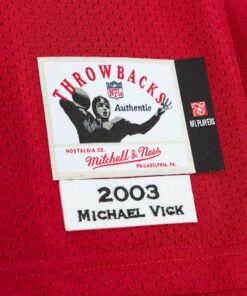 THROWBACKS
NFL
Authentic
NOSTALGIA CO.
Mitchell & Ness
PHILADELPHIA, PA.
NFL PLAYERS
2003
MICHAEL VICK